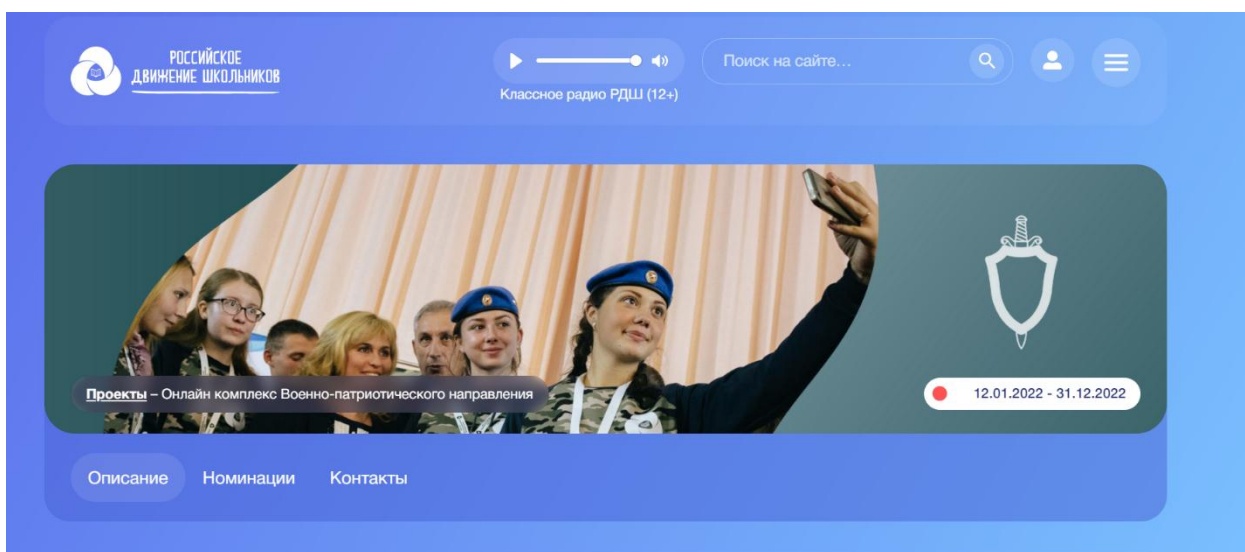 РОССИЙСКОЕ
ДВИЖЕНИЕ ШКОЛЬНИКОВ
Классное радио РДШ (12+)
Поиск на сайте...
Проекты – Онлайн комплекс Военно-патриотического направления
12.01.2022 - 31.12.2022
Описание Номинации Контакты